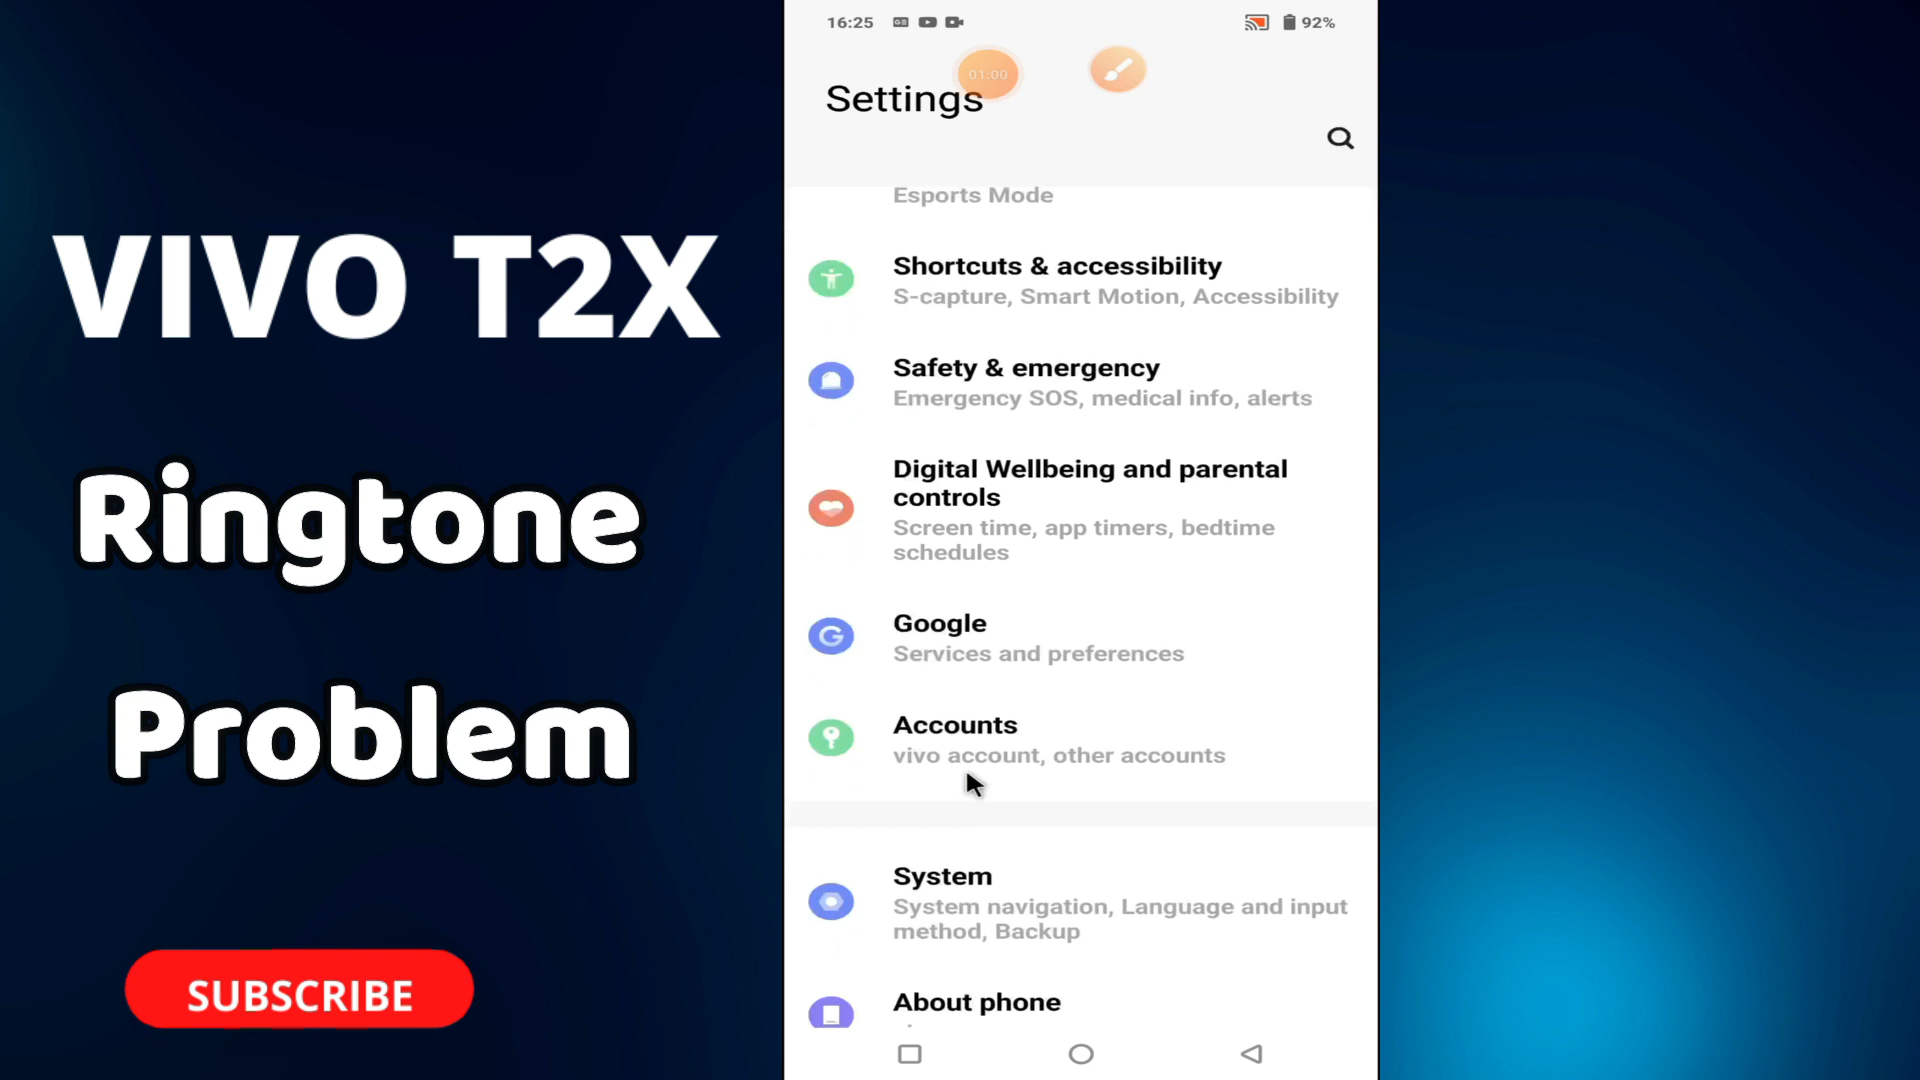 VIVO T2X
Ringtone
Problem
SUBSCRIBE
16:25
92%
01:00
Settings
Esports Mode
Shortcuts & accessibility
S-capture, Smart Motion, Accessibility
Safety & emergency
Emergency SOS, medical info, alerts
Digital Wellbeing and parental
controls
Screen time, app timers, bedtime
schedules
Google
Services and preferences
Accounts
vivo account, other accounts
System
System navigation, Language and input
method, Backup
About phone